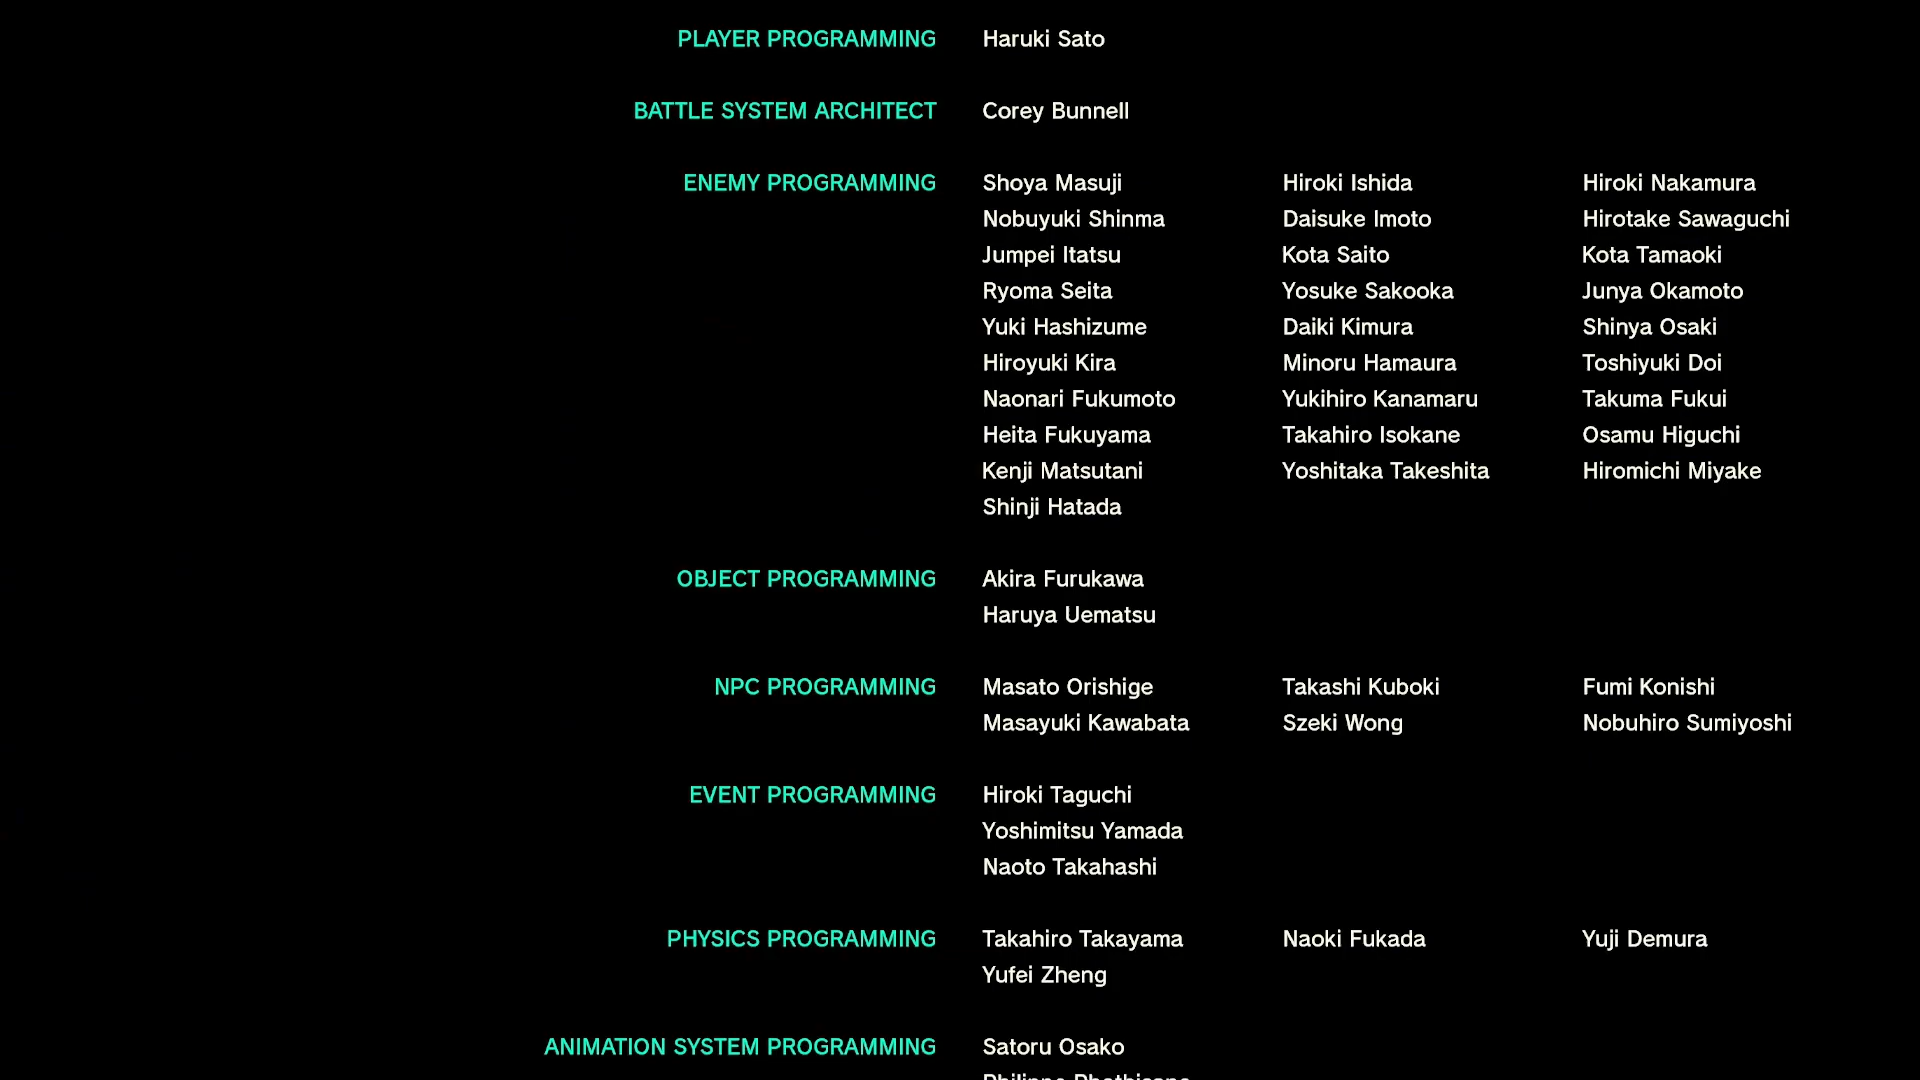 PLAYER PROGRAMMING Haruki Sato
BATTLE SYSTEM ARCHITECT Corey Bunnell
ENEMY PROGRAMMING Shoya Masuji Hiroki Ishida Hiroki Nakamura
Nobuyuki Shinma Daisuke Imoto Hirotake Sawaguchi
Jumpei Itatsu Kota Saito Kota Tamaoki
Ryoma Seita Yosuke Sakooka Junya Okamoto
Yuki Hashizume Daiki Kimura Shinya Osaki
Hiroyuki Kira Minoru Hamaura Toshiyuki Doi
Naonari Fukumoto Yukihiro Kanamaru Takuma Fukui
Heita Fukuyama Takahiro Isokane Osamu Higuchi
Kenji Matsutani Yoshitaka Takeshita Hiromichi Miyake
Shinji Hatada
OBJECT PROGRAMMING Akira Furukawa
Haruya Uematsu
NPC PROGRAMMING Masato Orishige Takashi Kuboki Fumi Konishi
Masayuki Kawabata Szeki Wong Nobuhiro Sumiyoshi
EVENT PROGRAMMING Hiroki Taguchi
Yoshimitsu Yamada
Naoto Takahashi
PHYSICS PROGRAMMING Takahiro Takayama Naoki Fukada Yuji Demura
Yufei Zheng
ANIMATION SYSTEM PROGRAMMING Satoru Osako